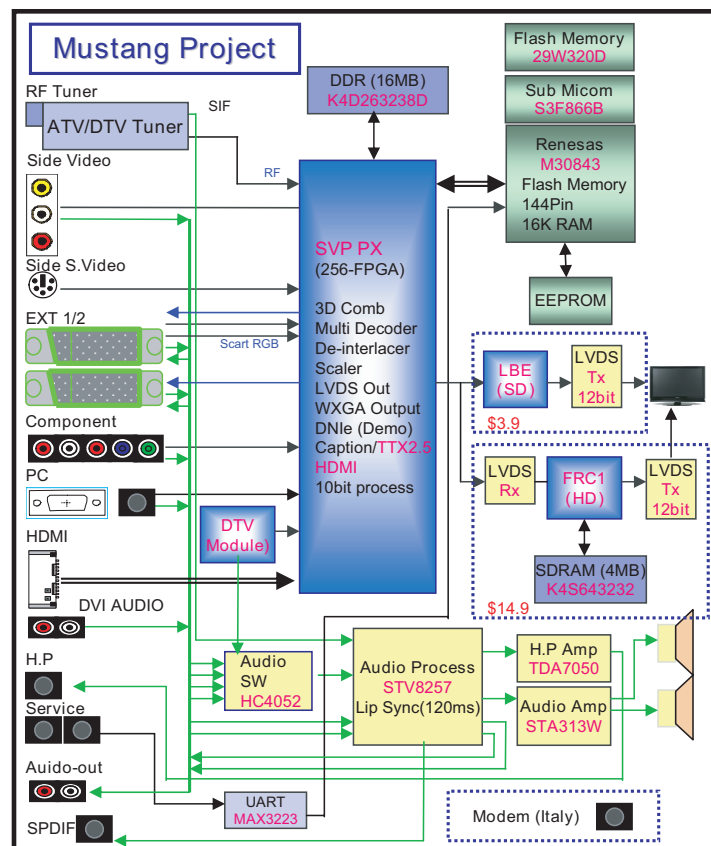 Mustang Project
RF Tuner
ATV/DTV Tuner
SIF
RF
Side Video
Side S.Video
EXT 1/2
Scart RGB
Component
PC
HDMI
DVI AUDIO
H.P
Service
Auido-out
SPDIF
DDR (16MB)
K4D263238D
SVP PX
(256-FPGA)
3D Comb
Multi Decoder
De-interlacer
Scaler
LVDS Out
WXGA Output
DNIe (Demo)
Caption/TTX2.5
HDMI
10bit process
DTV
Module)
Flash Memory
29W320D
Sub Micom
S3F866B
Renesas
M30843
Flash Memory
144Pin
16K RAM
EEPROM
LBE
(SD)
LVDS
Tx
12bit
$3.9
LVDS
Rx
FRC1
(HD)
LVDS
Tx
12bit
SDRAM (4MB)
K4S643232
$14.9
Audio
SW
HC4052
Audio Process
STV8257
Lip Sync(120ms)
H.P Amp
TDA7050
Audio Amp
STA313W
UART
MAX3223
Modem (Italy)